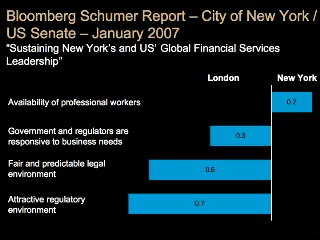 Bloomberg Schumer Report – City of New York /
US Senate – January 2007
“Sustaining New York’s and US’ Global Financial Services
Leadership”
London New York
Availability of professional workers
0.2
Government and regulators are
responsive to business needs
0.3
Fair and predictable legal
environment
0.6
Attractive regulatory
environment
0.7